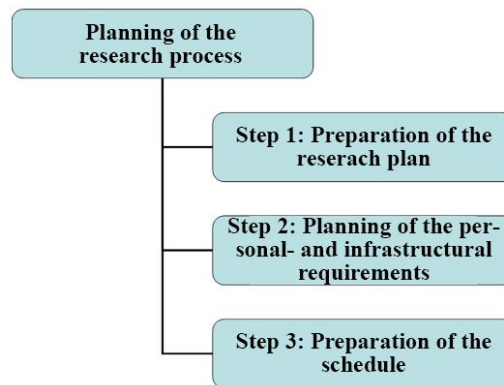 Planning of the
research process
Step 1: Preparation of the
reserach plan
Step 2: Planning of the per-
sonal- and infrastructural
requirements
Step 3: Preparation of the
schedule